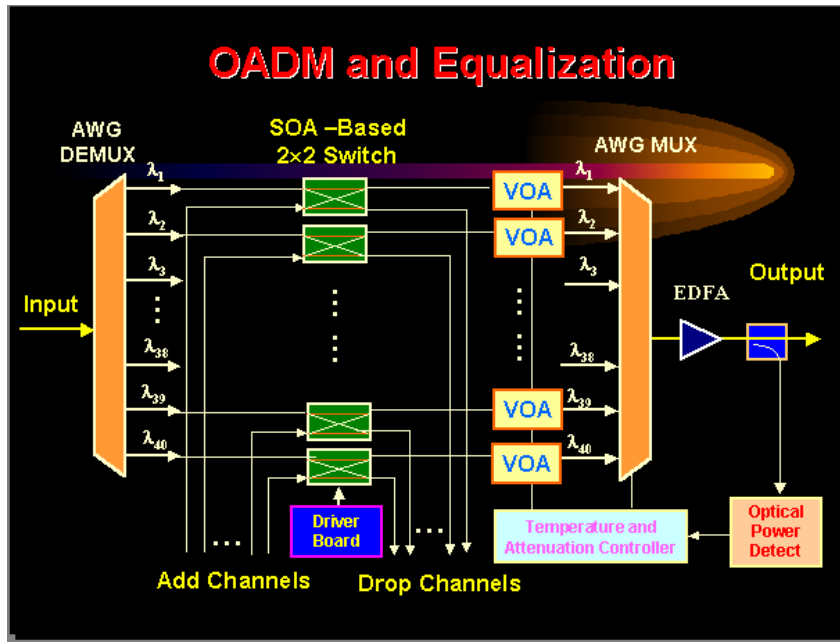 OADM and Equalization
AWG
DEMUX
SOA –Based
2×2 Switch
AWG MUX
λ1
λ2
λ3
⋮
λ38
λ39
λ40
Input
VOA
VOA
VOA
VOA
λ1
λ2
λ3
λ38
λ39
λ40
EDFA
Output
Driver
Board
Temperature and
Attenuation Controller
Optical
Power
Detect
...
...
Add Channels
Drop Channels